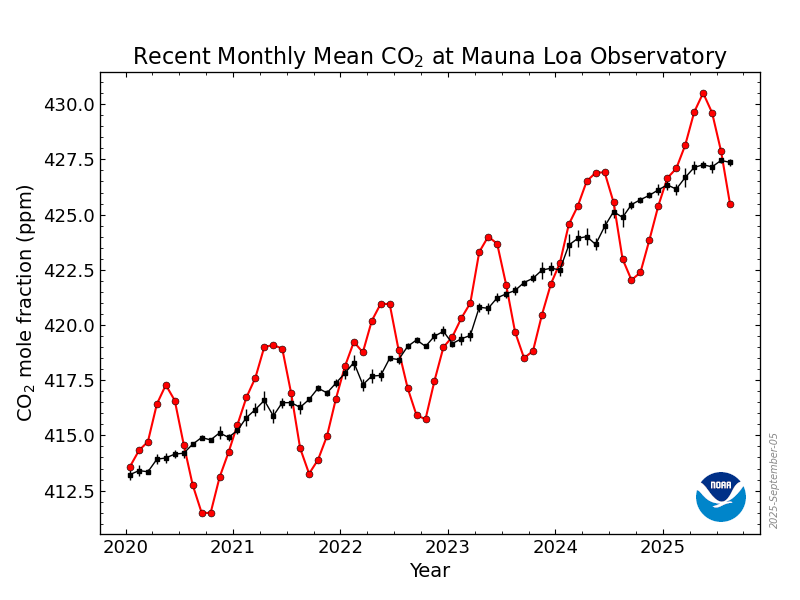 Recent Monthly Mean CO₂ at Mauna Loa Observatory
430.0
427.5
425.0
422.5
420.0
417.5
415.0
412.5
CO₂ mole fraction (ppm)
2020 2021 2022 2023 2024 2025
Year
NOAA
2025-September-05